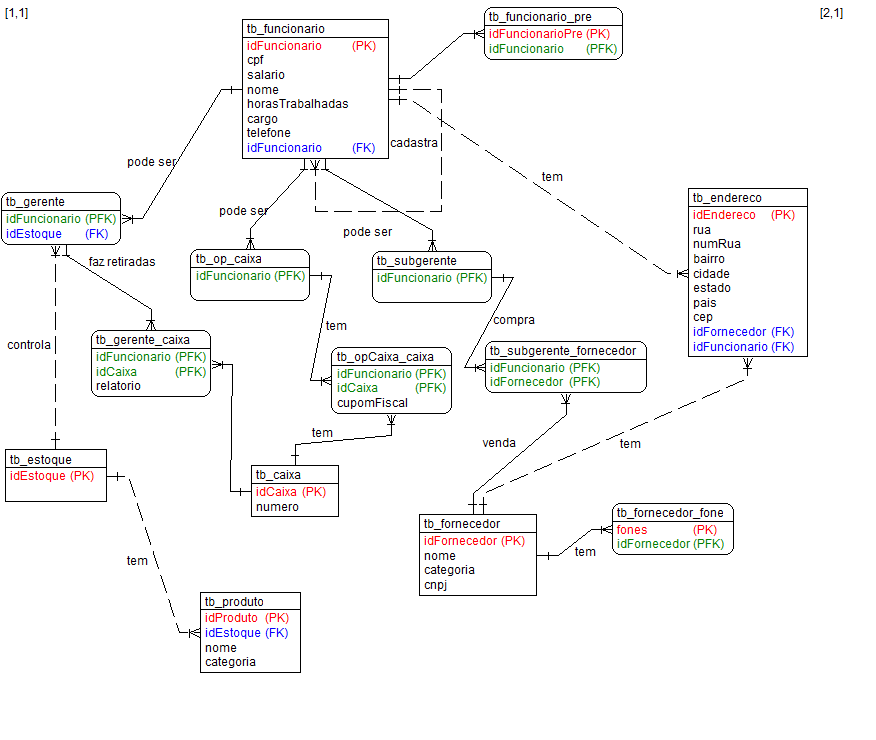 [1,1]
[2,1]
tb_funcionario
idFuncionario (PK)
cpf
salario
nome
horasTrabalhadas
cargo
telefone
idFuncionario (FK)
tb_funcionario_pre
idFuncionarioPre (PK)
idFuncionario (PFK)
cadastra
pode ser
tem
tb_gerente
idFuncionario (PFK)
idEstoque (FK)
tb_endereco
idEndereco (PK)
rua
numRua
bairro
cidade
estado
pais
cep
idFornecedor (FK)
idFuncionario (FK)
pode ser
pode ser
faz retiradas
tb_op_caixa
idFuncionario (PFK)
tb_subgerente
idFuncionario (PFK)
controla
tem
compra
tb_gerente_caixa
idFuncionario (PFK)
idCaixa (PFK)
relatorio
tb_opCaixa_caixa
idFuncionario (PFK)
idCaixa (PFK)
cupomFiscal
tb_subgerente_fornecedor
idFuncionario (PFK)
idFornecedor (PFK)
tem
venda
tem
tb_estoque
idEstoque (PK)
tb_caixa
idCaixa (PK)
numero
tb_fornecedor
idFornecedor (PK)
nome
categoria
cnpj
tb_fornecedor_fone
fones (PK)
idFornecedor (PFK)
tem
tem
tb_produto
idProduto (PK)
idEstoque (FK)
nome
categoria